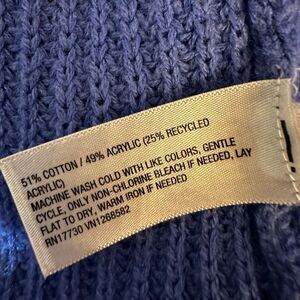 51% COTTON / 49% ACRYLIC (25% RECYCLED
ACRYLIC)
MACHINE WASH COLD WITH LIKE COLORS, GENTLE
CYCLE, ONLY NON-CHLORINE BLEACH IF NEEDED, LAY
FLAT TO DRY, WARM IRON IF NEEDED
RN17730 VN1268582